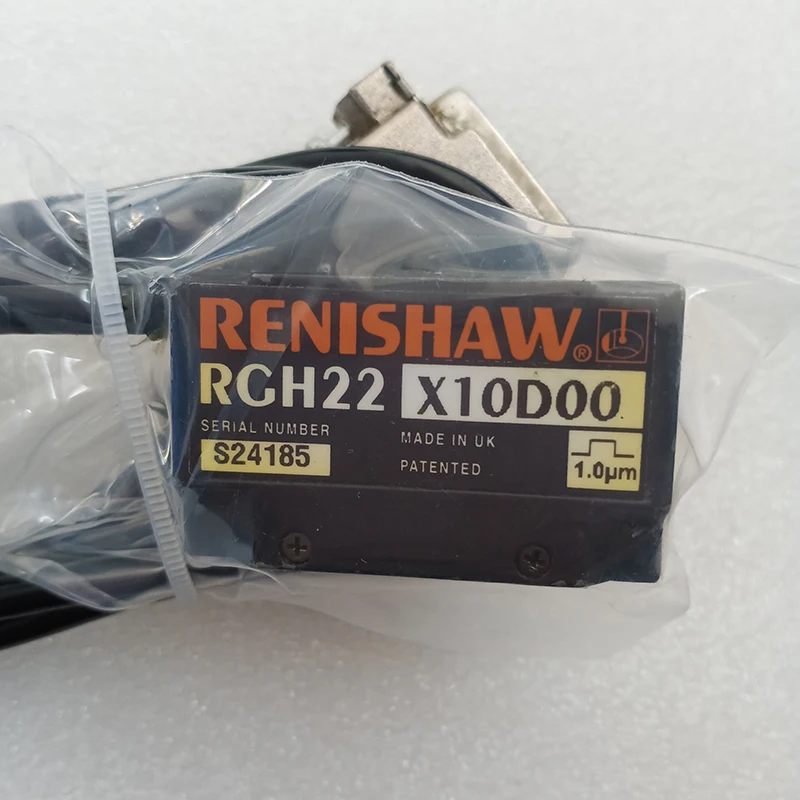 RENISHAW®
RGH22 X10D00
SERIAL NUMBER
S24185
MADE IN UK
PATENTED
1.0µm